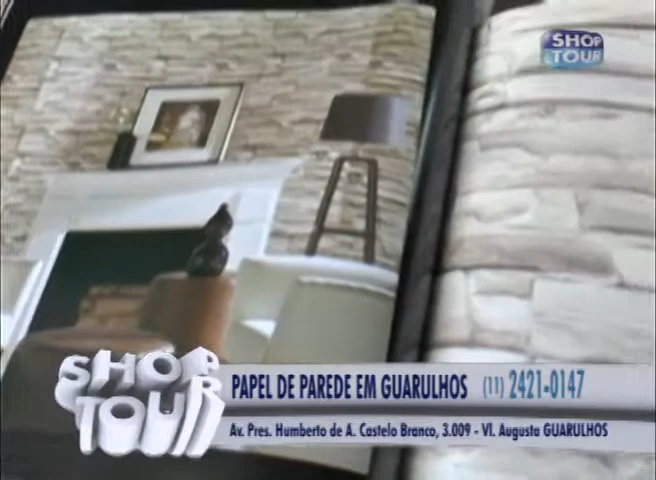 SHOP
TOUR
SHOP
TOUR
PAPEL DE PAREDE EM GUARULHOS (11) 2421-0147
Av. Pres. Humberto de A. Castelo Branco, 3.009 - Vl. Augusta GUARULHOS